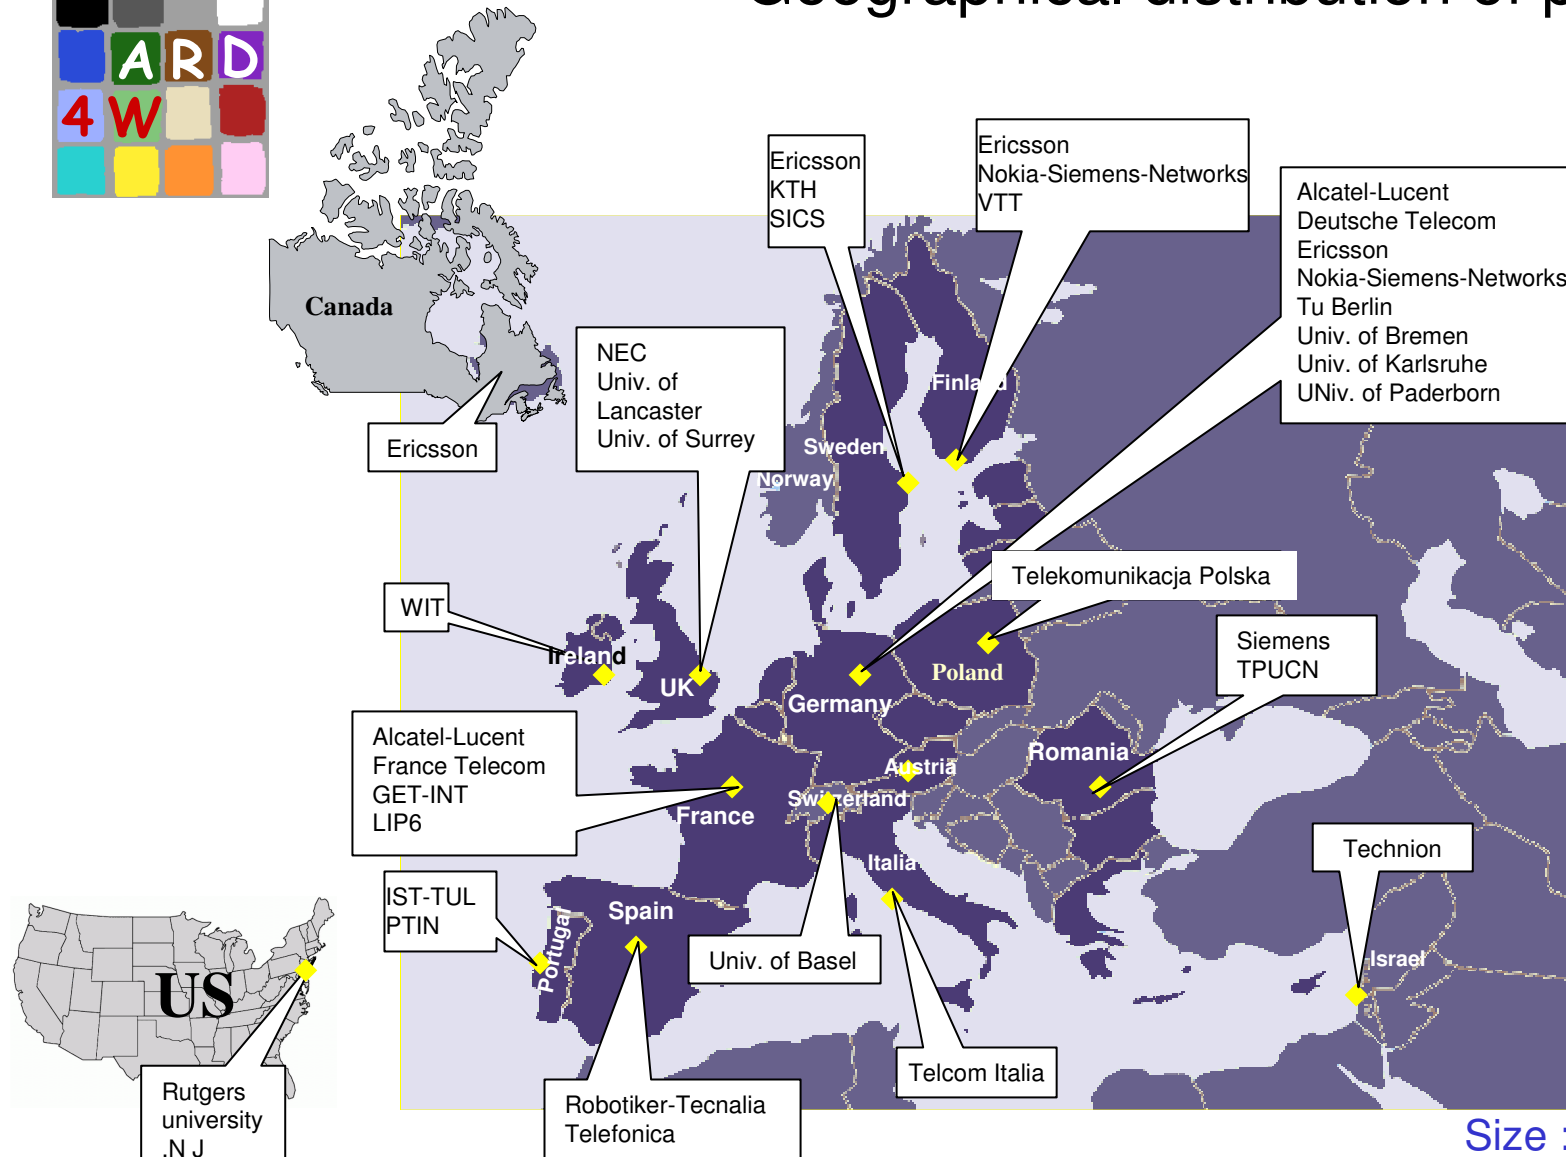 Geographical distribution of p
A R D
4 W
Canada
Ericsson
KTH
SICS
Ericsson
Nokia-Siemens-Networks
VTT
Alcatel-Lucent
Deutsche Telecom
Ericsson
Nokia-Siemens-Networks
Tu Berlin
Univ. of Bremen
Univ. of Karlsruhe
UNiv. of Paderborn
NEC
Univ. of
Lancaster
Univ. of Surrey
Ericsson
Finland
Sweden
Norway
Telekomunikacja Polska
WIT
Ireland
UK
Poland
Germany
Siemens
TPUCN
Alcatel-Lucent
France Telecom
GET-INT
LIP6
Romania
Austria
Switzerland
France
Italia
Technion
IST-TUL
PTIN
Spain
Portugal
Univ. of Basel
Israel
US
Telcom Italia
Rutgers
university
.N J
Robotiker-Tecnalia
Telefonica
Size :